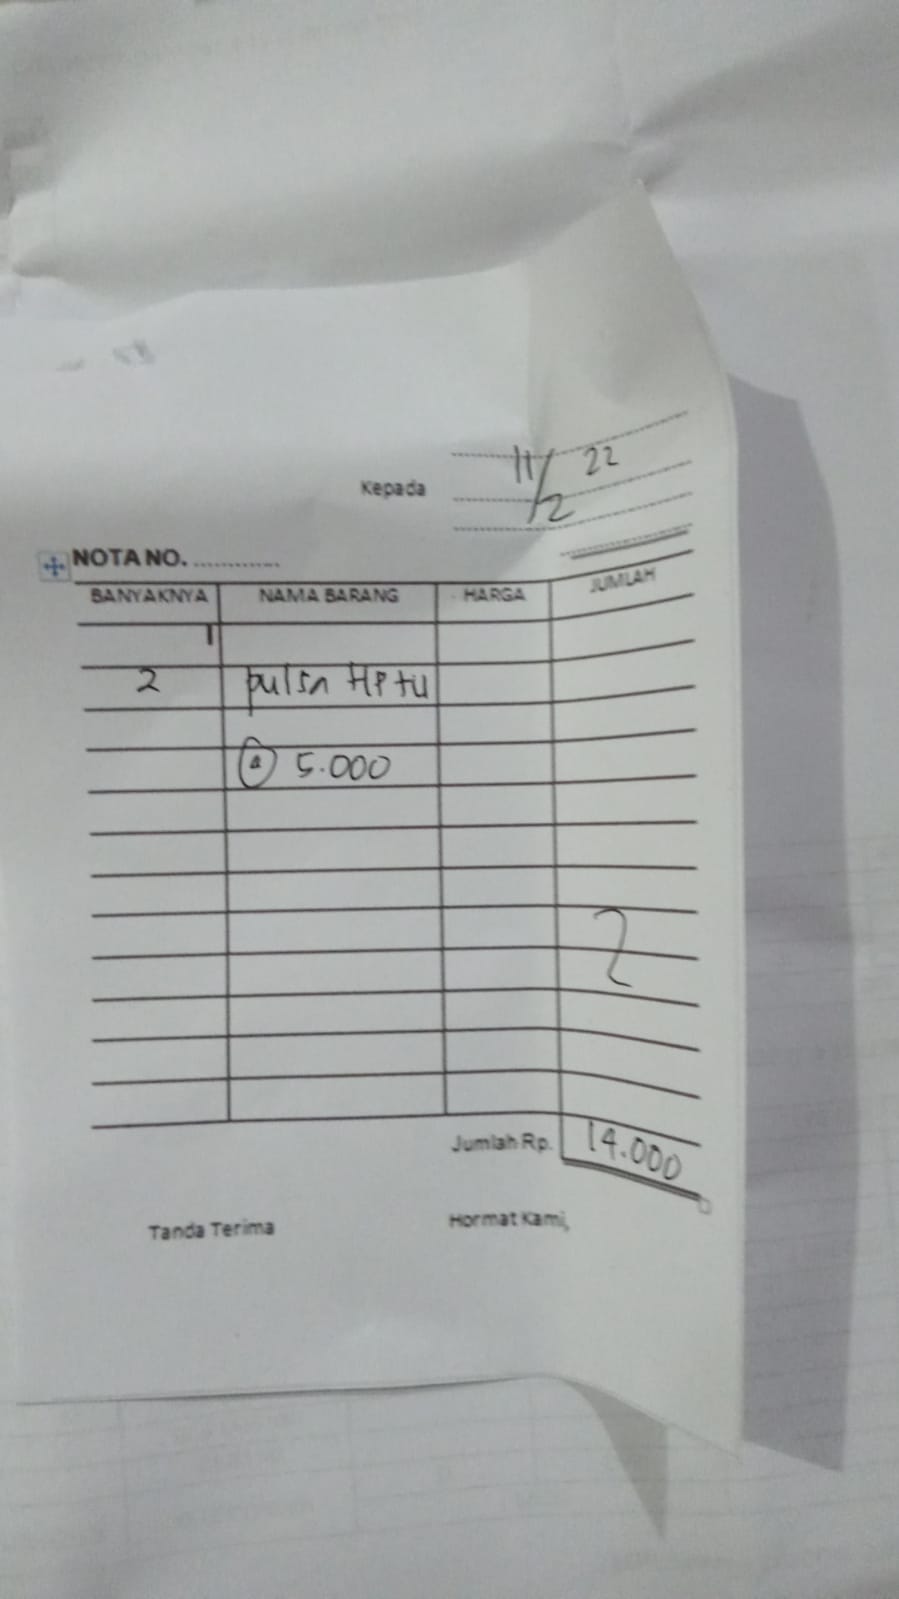 11/2 22
Kepada
NOTA NO. ............
BANYAKNYA NAMA BARANG HARGA JUMLAH
1
2 pulsa HP tu
@ 5.000
Jumlah Rp. 14.000
Tanda Terima Hormat Kami,